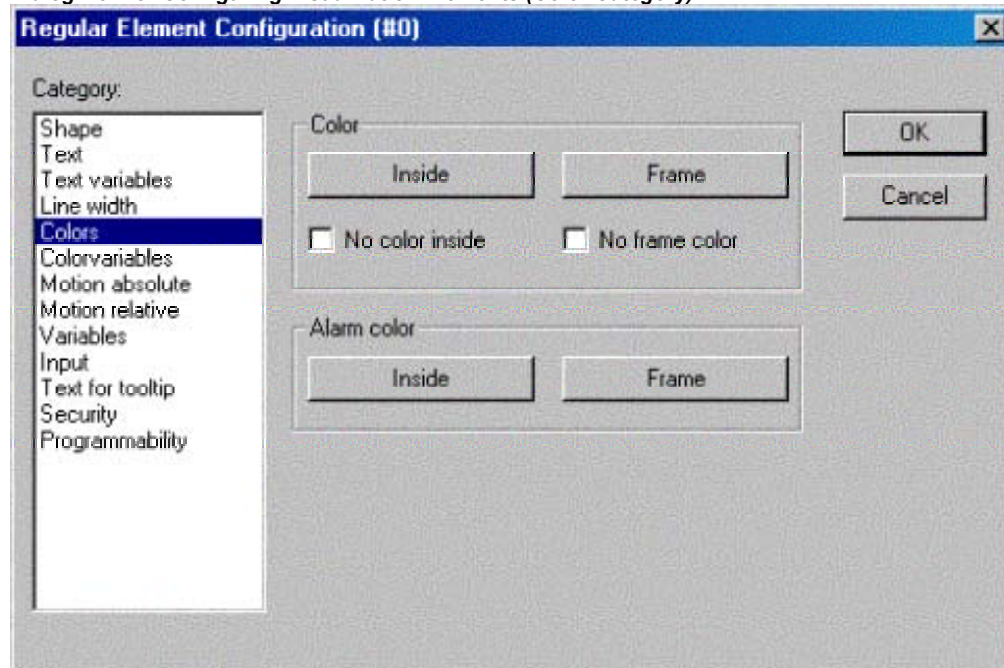 Regular Element Configuration (#0)
Category:
Shape
Text
Text variables
Line width
Colors
Colorvariables
Motion absolute
Motion relative
Variables
Input
Text for tooltip
Security
Programmability
Color
Inside
Frame
No color inside
No frame color
Alarm color
Inside
Frame
OK
Cancel